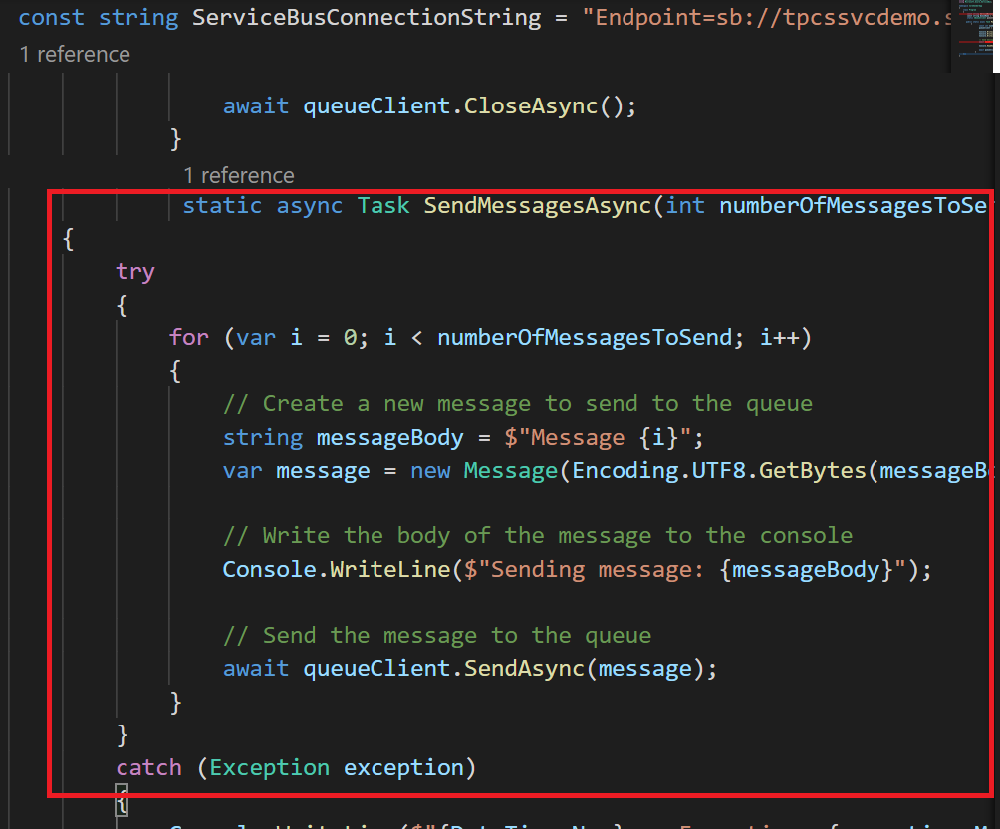 const string ServiceBusConnectionString = "Endpoint=sb://tpcssvcdemo.s
1 reference
await queueClient.CloseAsync();
}
1 reference
static async Task SendMessagesAsync(int numberOfMessagesToSe
{
try
{
for (var i = 0; i < numberOfMessagesToSend; i++)
{
// Create a new message to send to the queue
string messageBody = $"Message {i}";
var message = new Message(Encoding.UTF8.GetBytes(messageBo
// Write the body of the message to the console
Console.WriteLine($"Sending message: {messageBody}");
// Send the message to the queue
await queueClient.SendAsync(message);
}
}
catch (Exception exception)
{